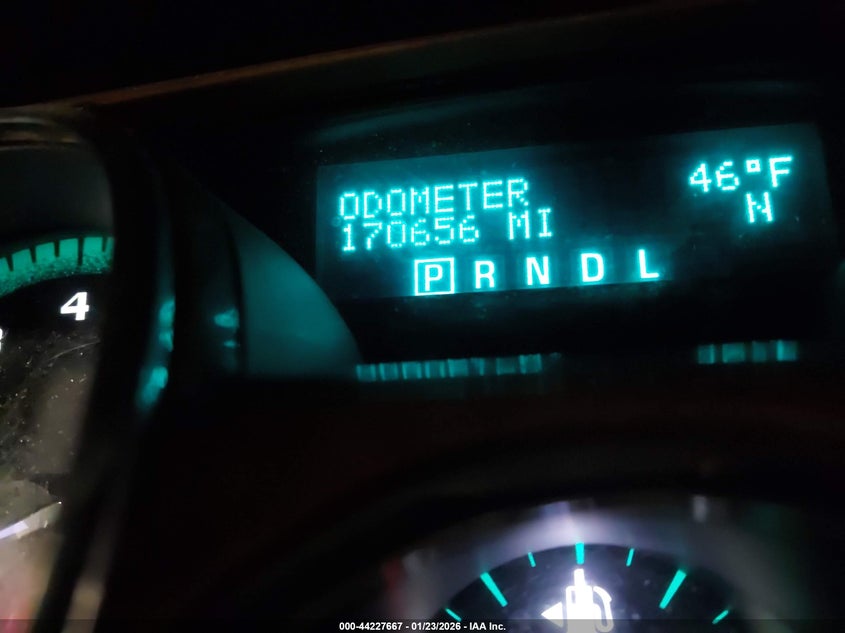 ODOMETER
170656 MI
46°F
N
P R N D L
4
000-44227667 - 01/23/2026 - IAA Inc.